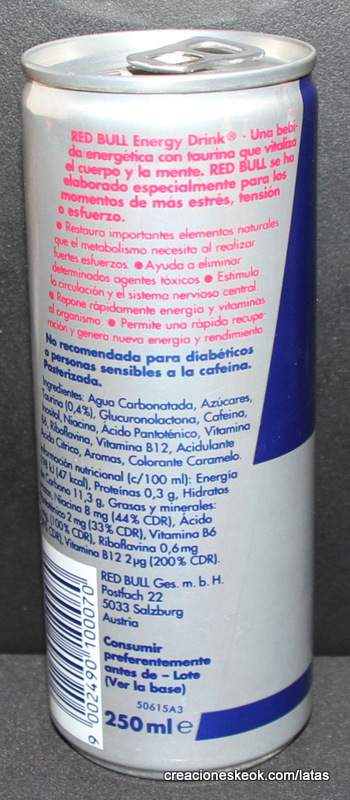 RED BULL Energy Drink® - Una bebi-
da energética con taurina que vitaliza
el cuerpo y la mente. RED BULL se ha
elaborado especialmente para los
momentos de más estrés, tensión
o esfuerzo.
● Restaura importantes elementos naturales
que el metabolismo necesita al realizar
fuertes esfuerzos. ● Ayuda a eliminar
determinados agentes tóxicos ● Estimula
la circulación y el sistema nervioso central.
● Repone rápidamente energía y vitaminas
al organismo. ● Permite una rápida recupe-
ración y genera nueva energía y rendimiento
No recomendada para diabéticos
o personas sensibles a la cafeína.
Pasterizada.
Ingredientes: Agua Carbonatada, Azúcares,
Taurina (0,4%), Glucuronolactona, Cafeína,
Inositol, Niacina, Ácido Pantoténico, Vitamina
B6, Riboflavina, Vitamina B12, Acidulante
Ácido Cítrico, Aromas, Colorante Caramelo.
Información nutricional (c/100 ml): Energía
kJ (47 kcal), Proteínas 0,3 g, Hidratos
Carbono 11,3 g, Grasas y minerales:
Niacina 8 mg (44% CDR), Ácido
2 mg (33% CDR), Vitamina B6
(100% CDR), Riboflavina 0,6 mg
CDR), Vitamina B12 2µg (200% CDR).
RED BULL Ges. m. b. H.
Postfach 22
5033 Salzburg
Austria
Consumir
preferentemente
antes de – Lote
(Ver la base)
50615A3
250 ml e
9 002490 100070
creacioneskeok.com/latas